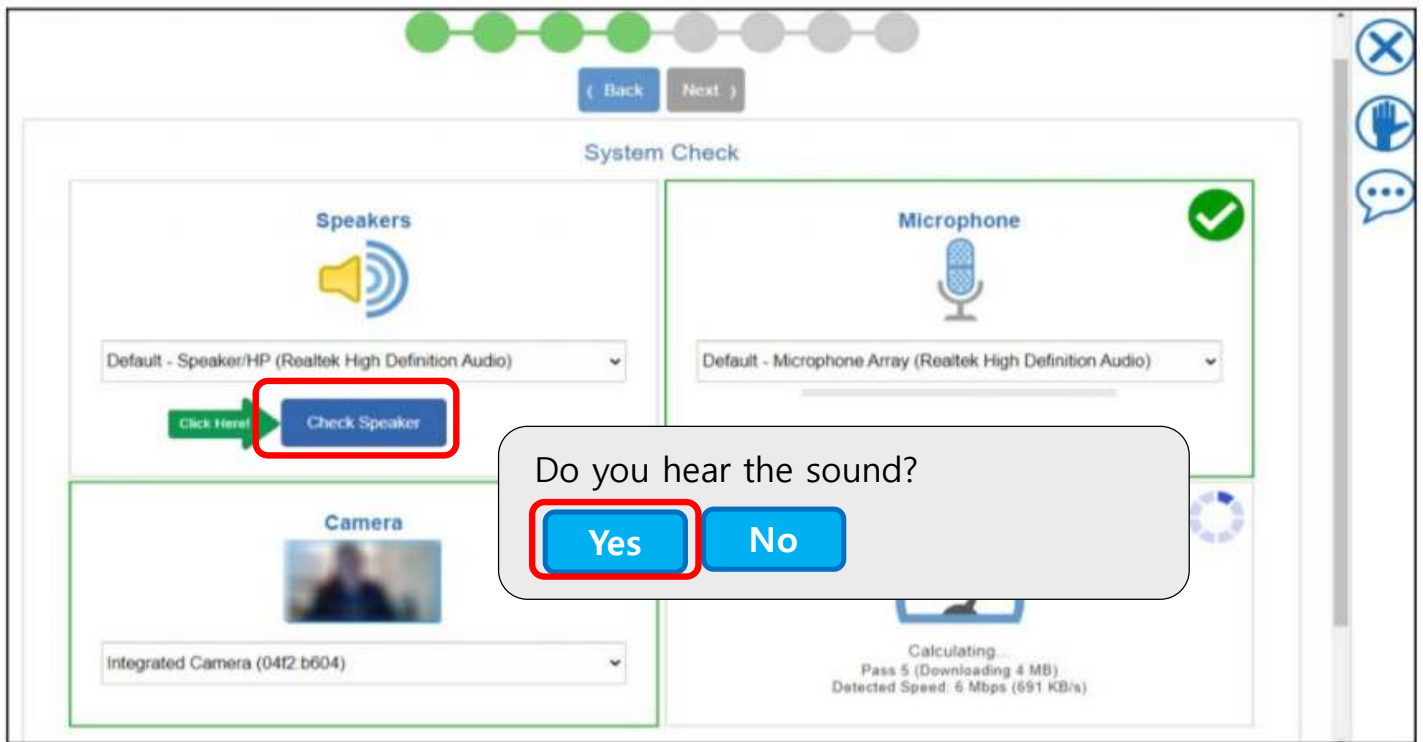 ⟨ Back
Next ⟩
System Check
Speakers
Default - Speaker/HP (Realtek High Definition Audio)
Click Here!
Check Speaker
Microphone
Default - Microphone Array (Realtek High Definition Audio)
Do you hear the sound?
Yes
No
Camera
Integrated Camera (04f2:b604)
Calculating...
Pass 5 (Downloading 4 MB)
Detected Speed: 6 Mbps (691 KB/s)